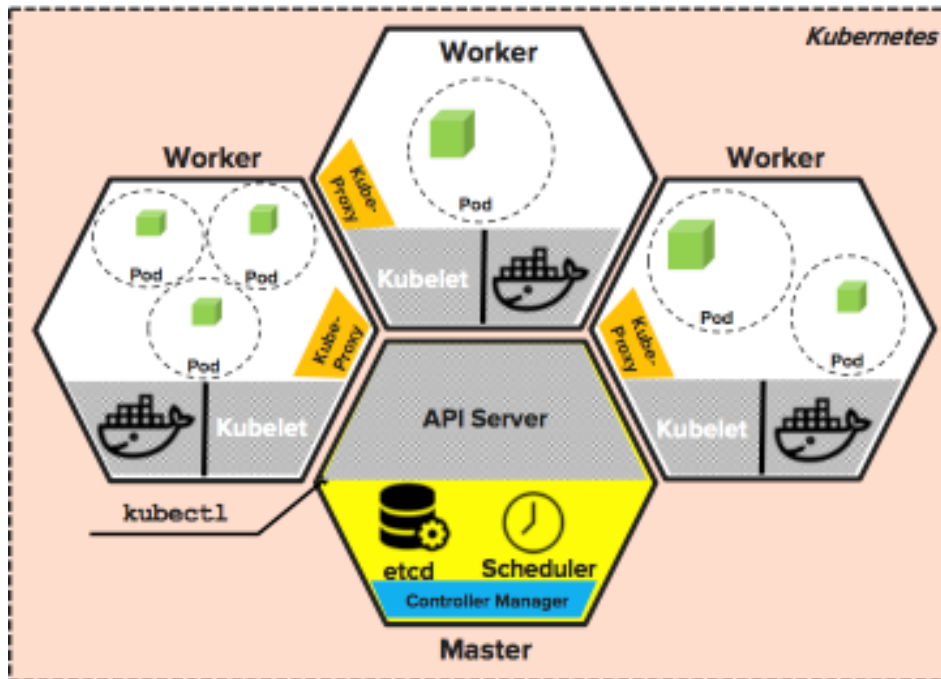 Kubernetes
Worker
Kube-
Proxy
Pod
Kubelet
Worker
Pod
Pod
Pod
Kube-
Proxy
Kubelet
Worker
Pod
Pod
Kube-
Proxy
Kubelet
API Server
kubectl
etcd
Scheduler
Controller Manager
Master